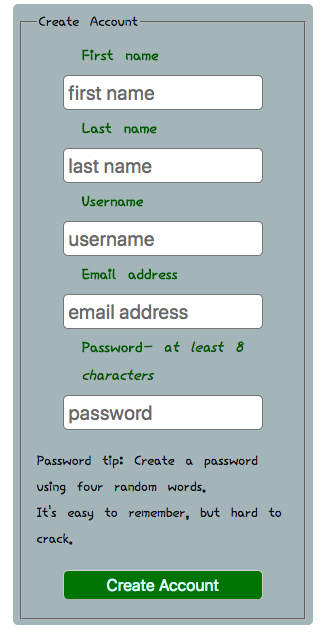 Create Account
First name
first name
Last name
last name
Username
username
Email address
email address
Password- at least 8
characters
password
Password tip: Create a password
using four random words.
It's easy to remember, but hard to
crack.
Create Account